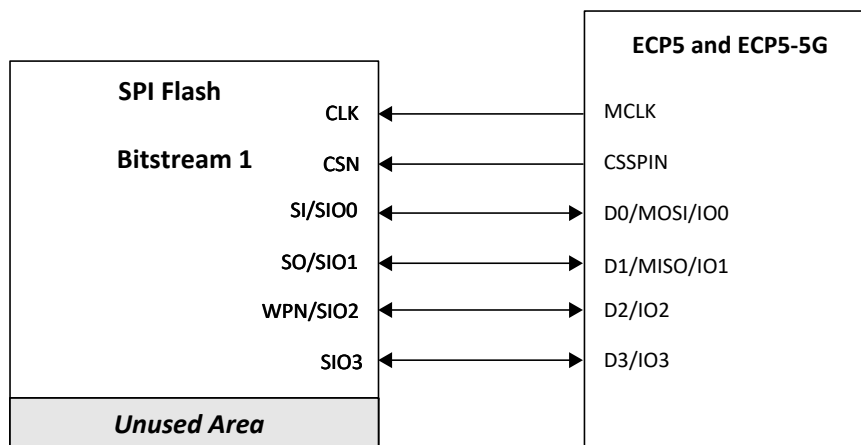 ECP5 and ECP5-5G
SPI Flash
Bitstream 1
CLK
MCLK
CSN
CSSPIN
SI/SIO0
D0/MOSI/IO0
SO/SIO1
D1/MISO/IO1
WPN/SIO2
D2/IO2
SIO3
D3/IO3
Unused Area